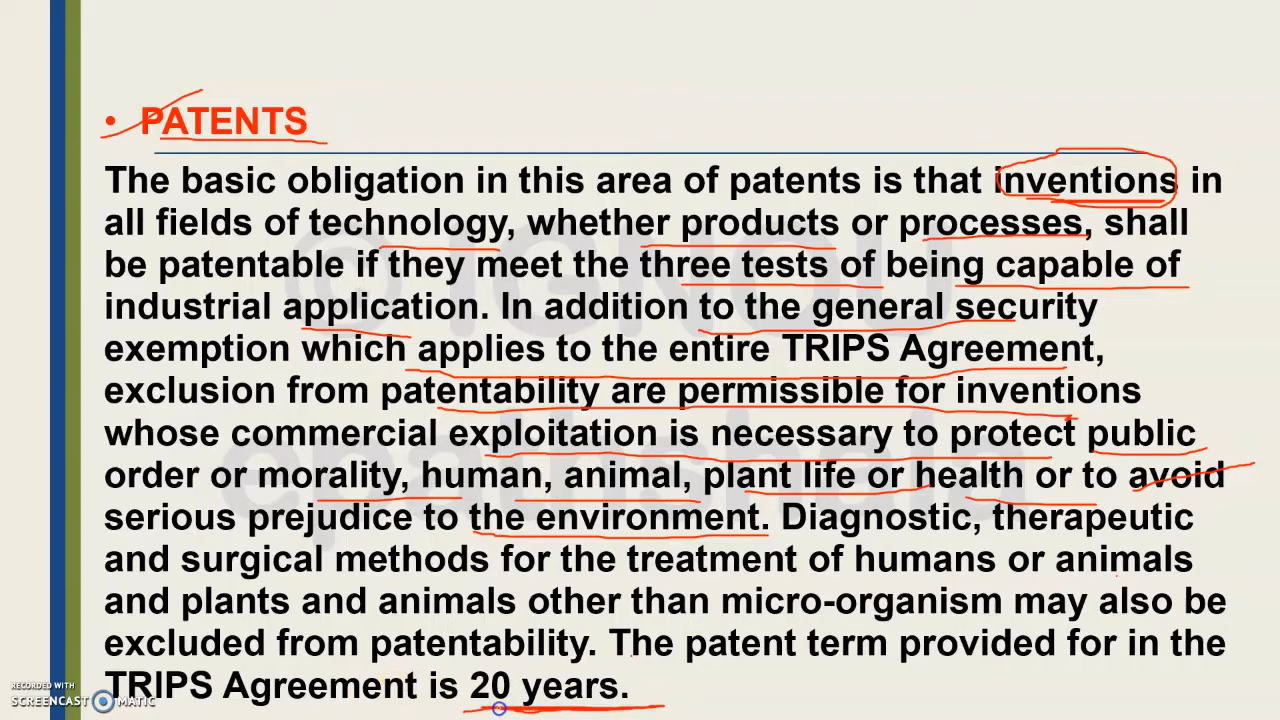 • PATENTS
The basic obligation in this area of patents is that inventions in
all fields of technology, whether products or processes, shall
be patentable if they meet the three tests of being capable of
industrial application. In addition to the general security
exemption which applies to the entire TRIPS Agreement,
exclusion from patentability are permissible for inventions
whose commercial exploitation is necessary to protect public
order or morality, human, animal, plant life or health or to avoid
serious prejudice to the environment. Diagnostic, therapeutic
and surgical methods for the treatment of humans or animals
and plants and animals other than micro-organism may also be
excluded from patentability. The patent term provided for in the
TRIPS Agreement is 20 years.
© IGNOU
epathshala
RECORDED WITH
SCREENCAST MATIC